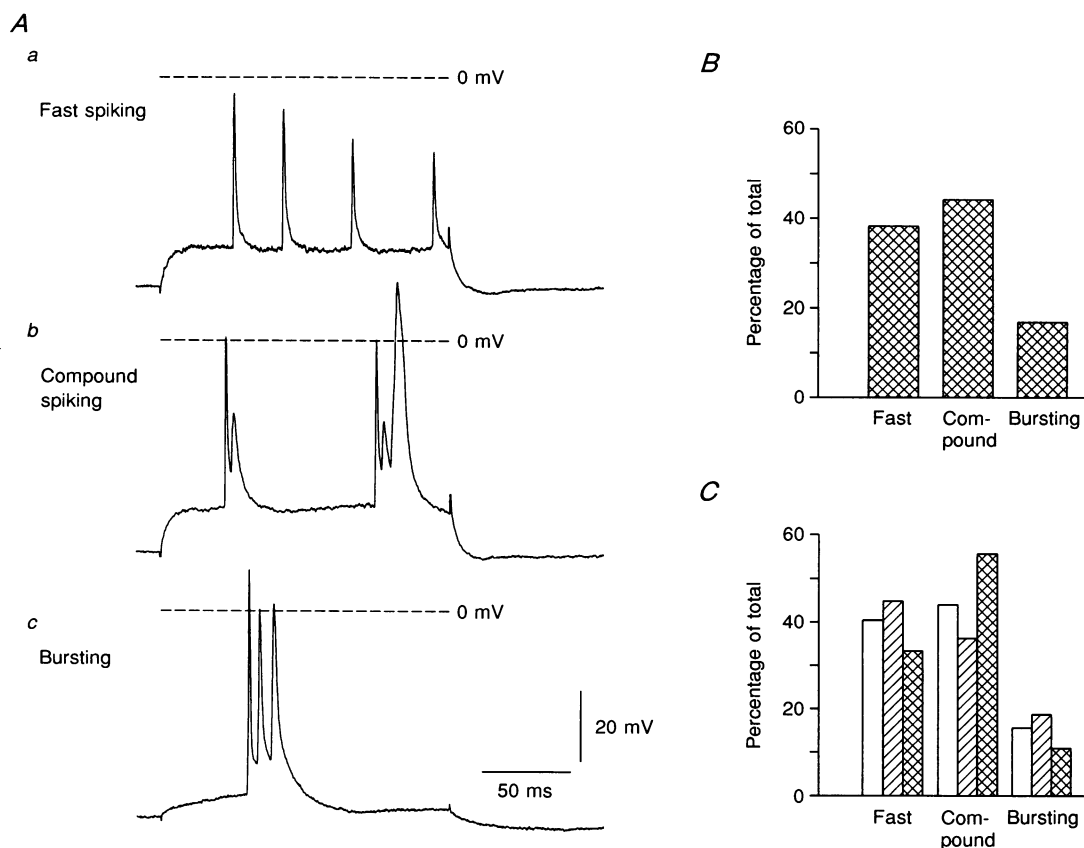 A
a
0 mV
Fast spiking
b
0 mV
Compound
spiking
c
0 mV
Bursting
20 mV
50 ms
B
Percentage of total
60
40
20
0
Fast
Com-
pound
Bursting
C
Percentage of total
60
40
20
0
Fast
Com-
pound
Bursting